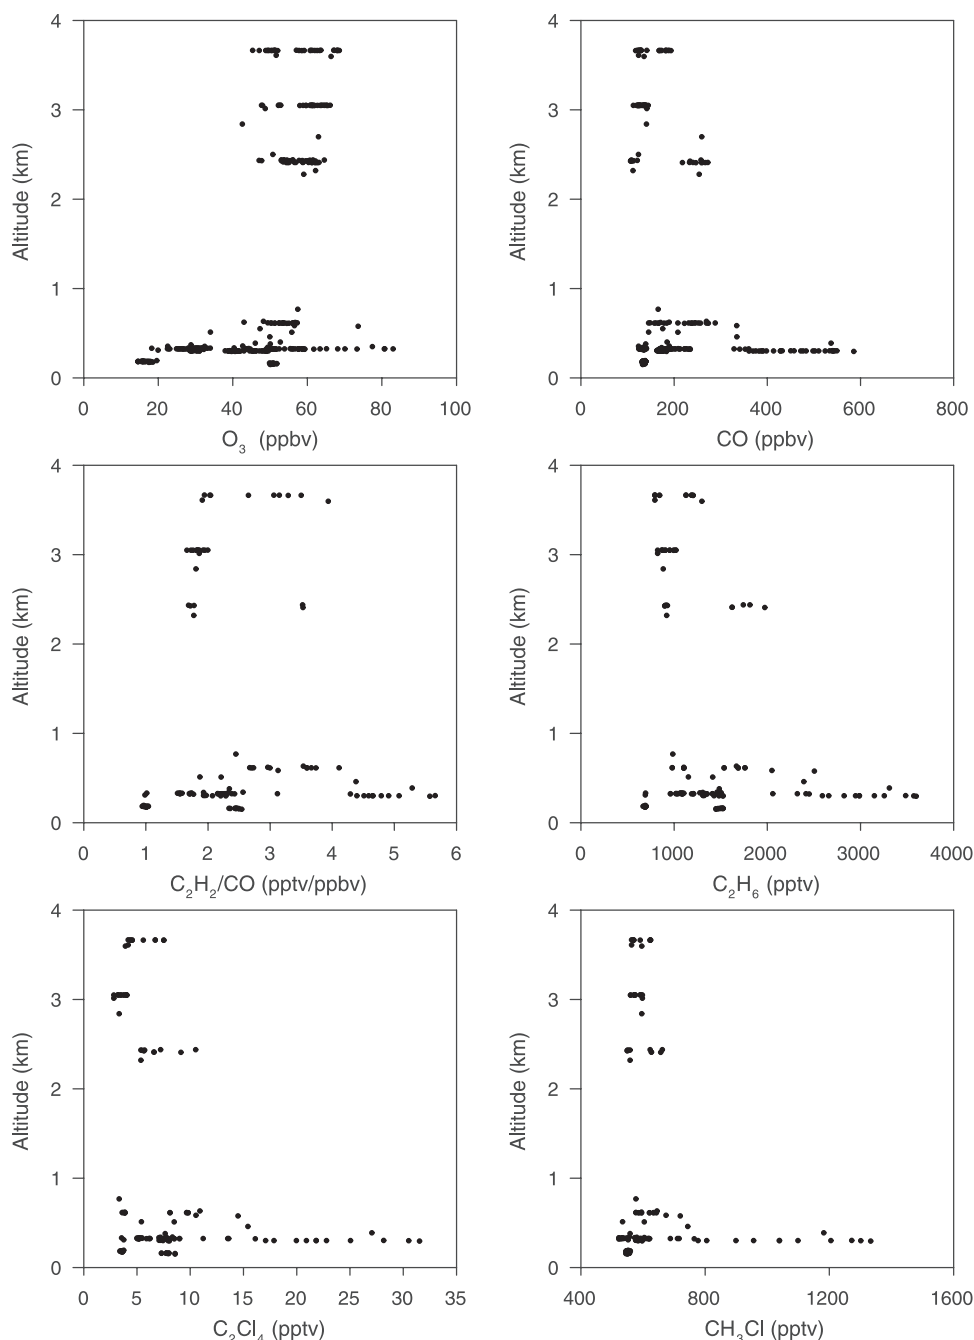 4
4
3
3
Altitude (km)
Altitude (km)
2
2
1
1
0
0
0 20 40 60 80 100
0 200 400 600 800
O₃ (ppbv)
CO (ppbv)
4
4
3
3
Altitude (km)
Altitude (km)
2
2
1
1
0
0
0 1 2 3 4 5 6
0 1000 2000 3000 4000
C₂H₂/CO (pptv/ppbv)
C₂H₆ (pptv)
4
4
3
3
Altitude (km)
Altitude (km)
2
2
1
1
0
0
0 5 10 15 20 25 30 35
400 800 1200 1600
C₂Cl₄ (pptv)
CH₃Cl (pptv)